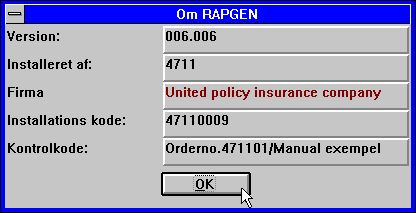 Om RAPGEN
Version: 006.006
Installeret af: 4711
Firma United policy insurance company
Installations kode: 47110009
Kontrolkode: Orderno.471101/Manual exempel
OK